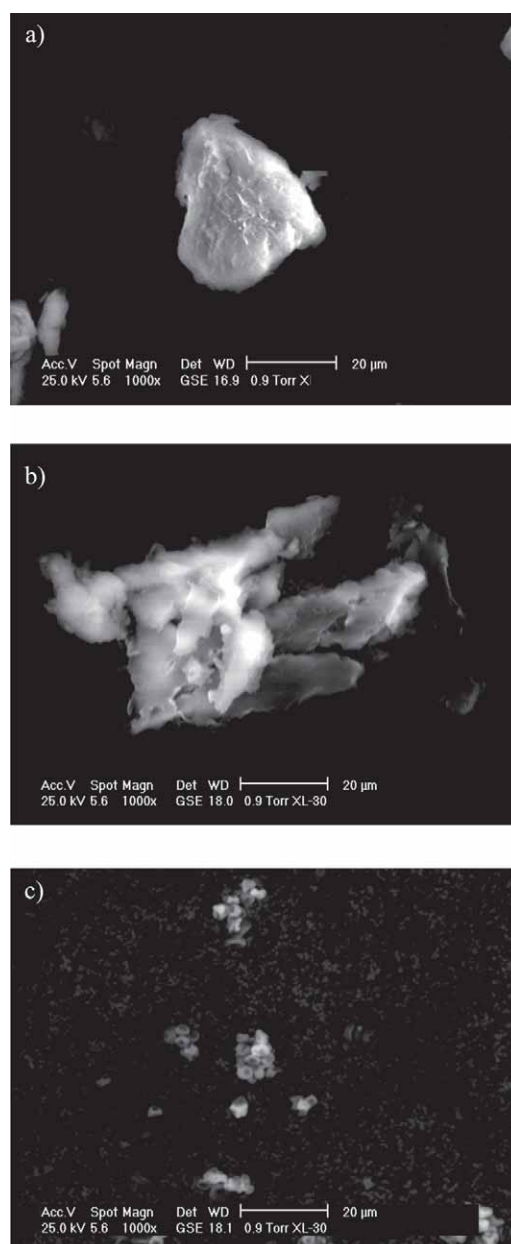 a)
Acc.V Spot Magn Det WD 20 µm
25.0 kV 5.6 1000x GSE 16.9 0.9 Torr X
b)
Acc.V Spot Magn Det WD 20 µm
25.0 kV 5.6 1000x GSE 18.0 0.9 Torr XL-30
c)
Acc.V Spot Magn Det WD 20 µm
25.0 kV 5.6 1000x GSE 18.1 0.9 Torr XL-30